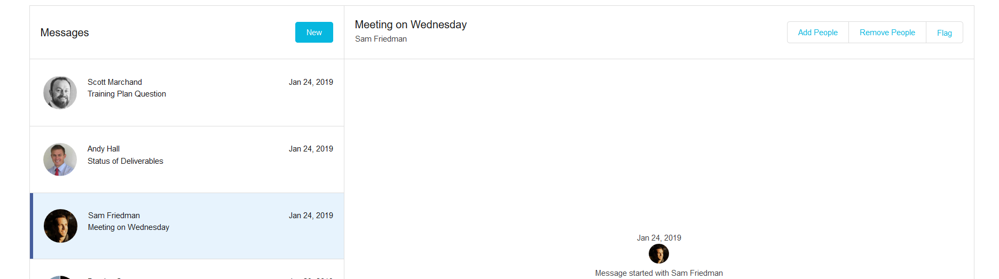 Messages
New
Meeting on Wednesday
Sam Friedman
Add People
Remove People
Flag
Scott Marchand
Jan 24, 2019
Training Plan Question
Andy Hall
Jan 24, 2019
Status of Deliverables
Sam Friedman
Jan 24, 2019
Meeting on Wednesday
Jan 24, 2019
Message started with Sam Friedman